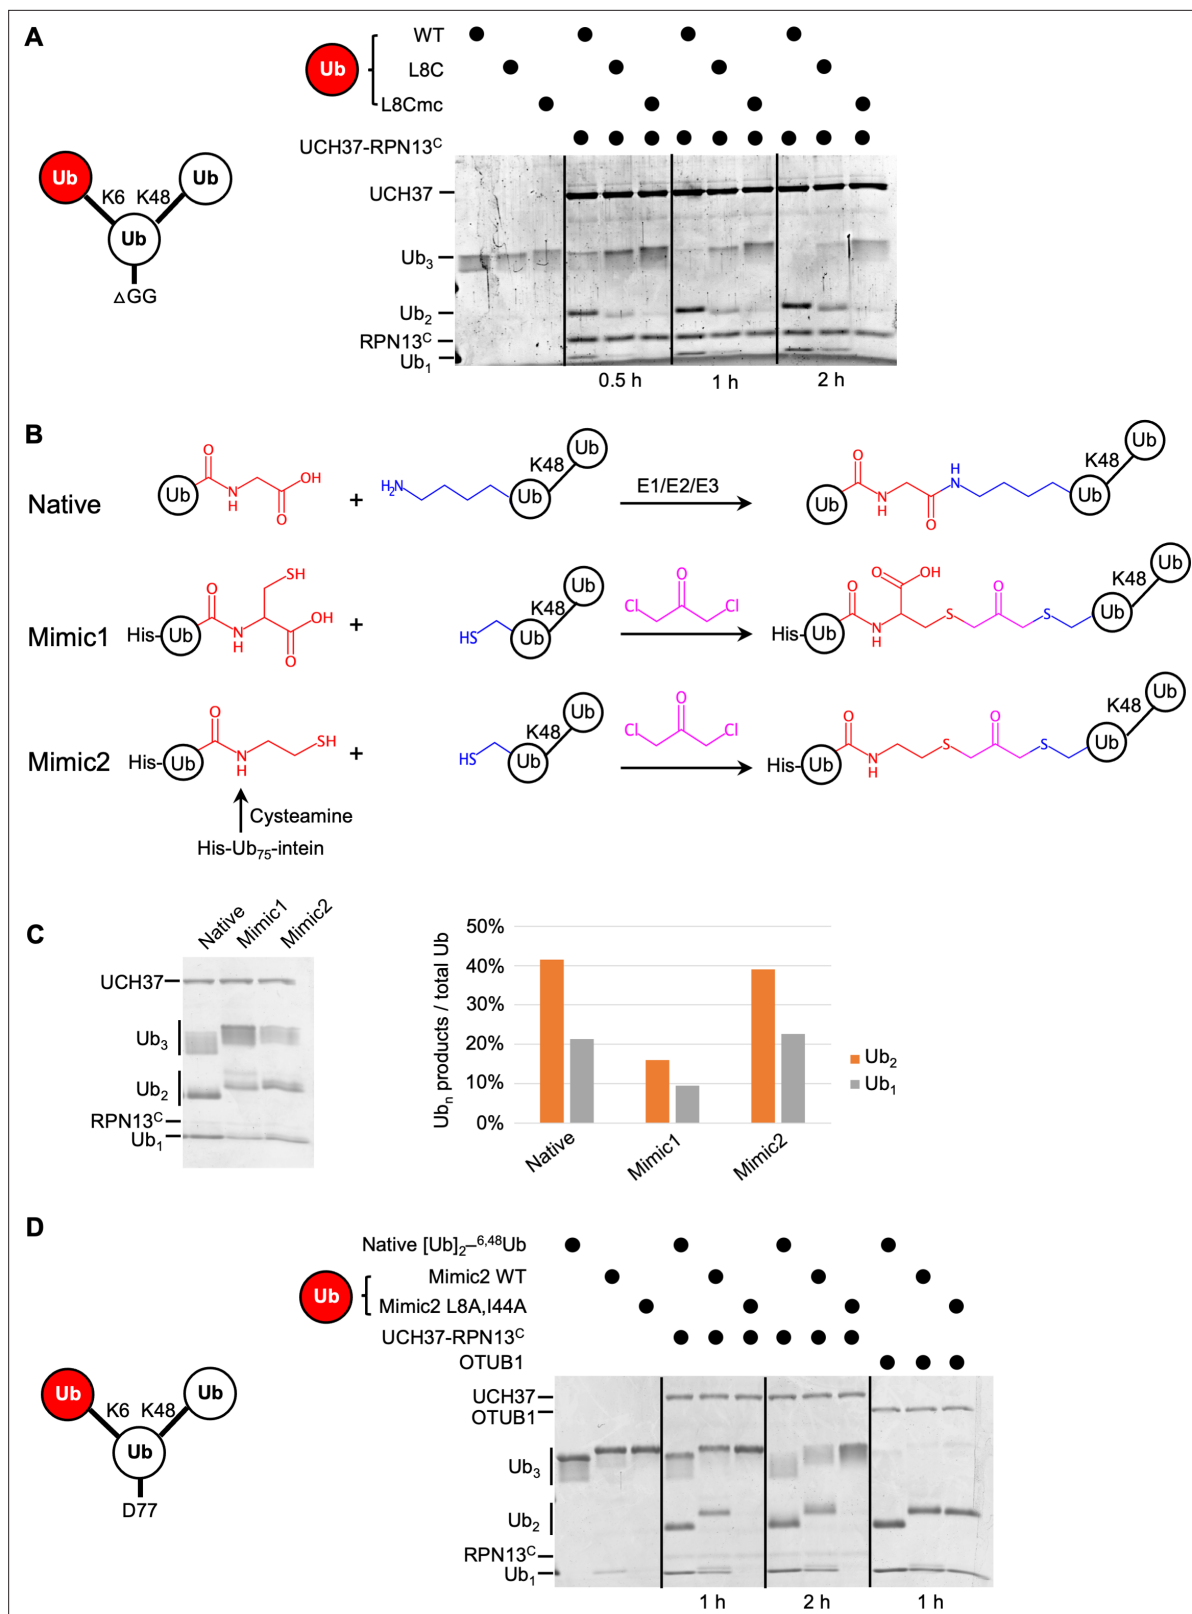 A
WT
L8C
L8Cmc
UCH37-RPN13ᶜ
Ub
Ub
Ub
K6
K48
Ub
△GG
UCH37
Ub₃
Ub₂
RPN13ᶜ
Ub₁
0.5 h
1 h
2 h
B
Native
Ub
O
N
H
O
OH
+
H₂N
Ub
K48
Ub
E1/E2/E3
Ub
O
N
H
O
H
N
Ub
K48
Ub
Mimic1
His-Ub
O
N
H
SH
OH
O
+
HS
Ub
K48
Ub
Cl
O
Cl
His-Ub
O
N
H
O
OH
S
O
S
Ub
K48
Ub
Mimic2
His-Ub
O
N
H
SH
+
HS
Ub
K48
Ub
Cl
O
Cl
His-Ub
O
N
H
S
O
S
Ub
K48
Ub
Cysteamine
His-Ub₇₅-intein
C
Native
Mimic1
Mimic2
UCH37
Ub₃
Ub₂
RPN13ᶜ
Ub₁
Ubₙ products / total Ub
50%
40%
30%
20%
10%
0%
Native
Mimic1
Mimic2
Ub₂
Ub₁
D
Native [Ub]₂–⁶,⁴⁸Ub
Mimic2 WT
Mimic2 L8A,I44A
UCH37-RPN13ᶜ
OTUB1
Ub
Ub
Ub
K6
K48
Ub
D77
UCH37
OTUB1
Ub₃
Ub₂
RPN13ᶜ
Ub₁
1 h
2 h
1 h